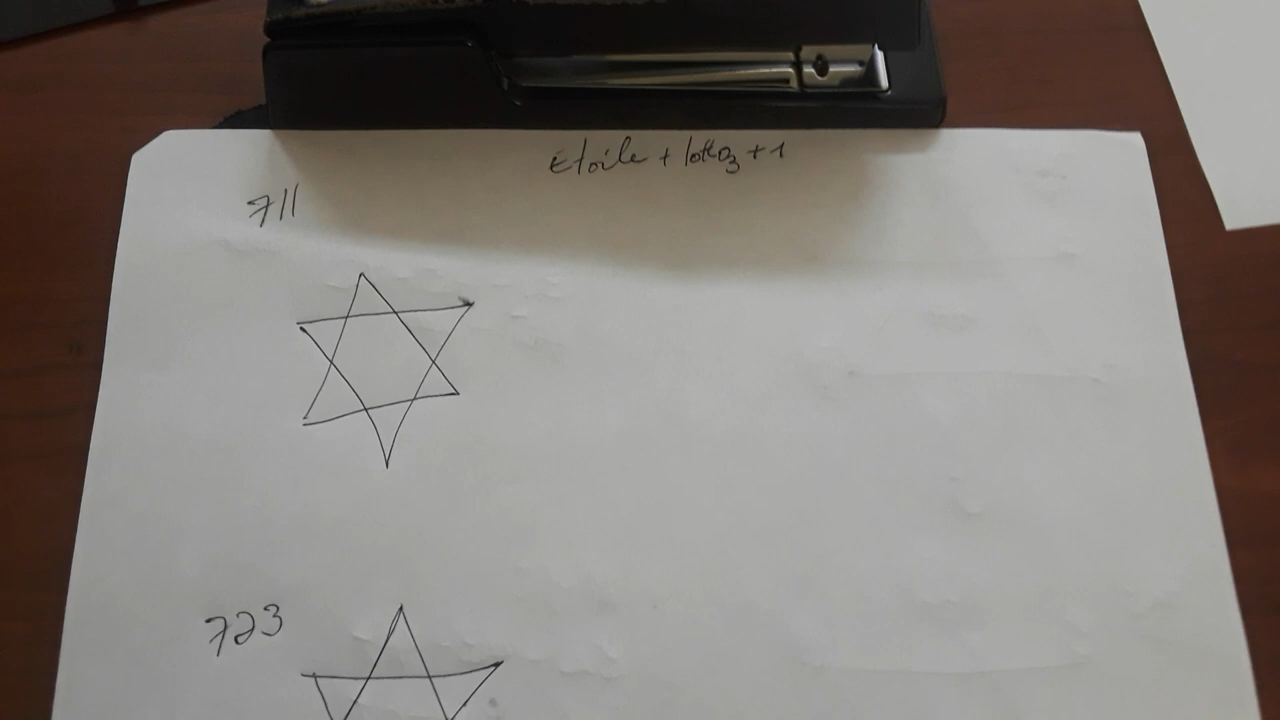 étoile + lotto3 + 1
711
723